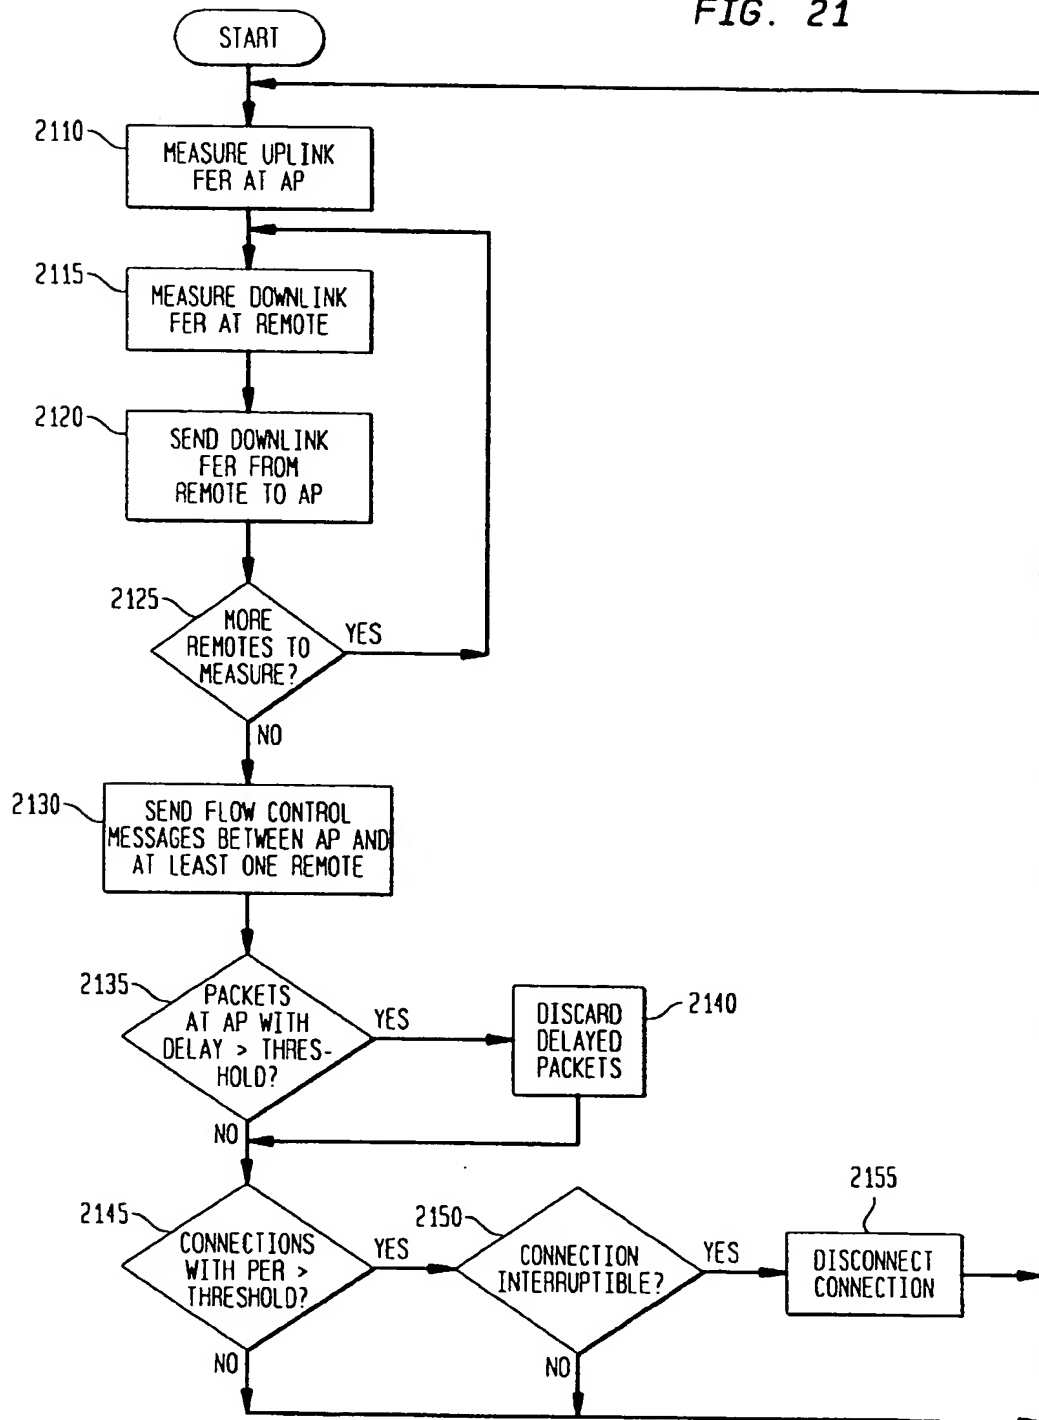 FIG. 21
START
2110
MEASURE UPLINK
FER AT AP
2115
MEASURE DOWNLINK
FER AT REMOTE
2120
SEND DOWNLINK
FER FROM
REMOTE TO AP
2125
MORE
REMOTES TO
MEASURE?
YES
NO
2130
SEND FLOW CONTROL
MESSAGES BETWEEN AP AND
AT LEAST ONE REMOTE
2135
PACKETS
AT AP WITH
DELAY > THRES-
HOLD?
YES
2140
DISCARD
DELAYED
PACKETS
NO
2145
CONNECTIONS
WITH PER >
THRESHOLD?
YES
2150
CONNECTION
INTERRUPTIBLE?
YES
2155
DISCONNECT
CONNECTION
NO
NO